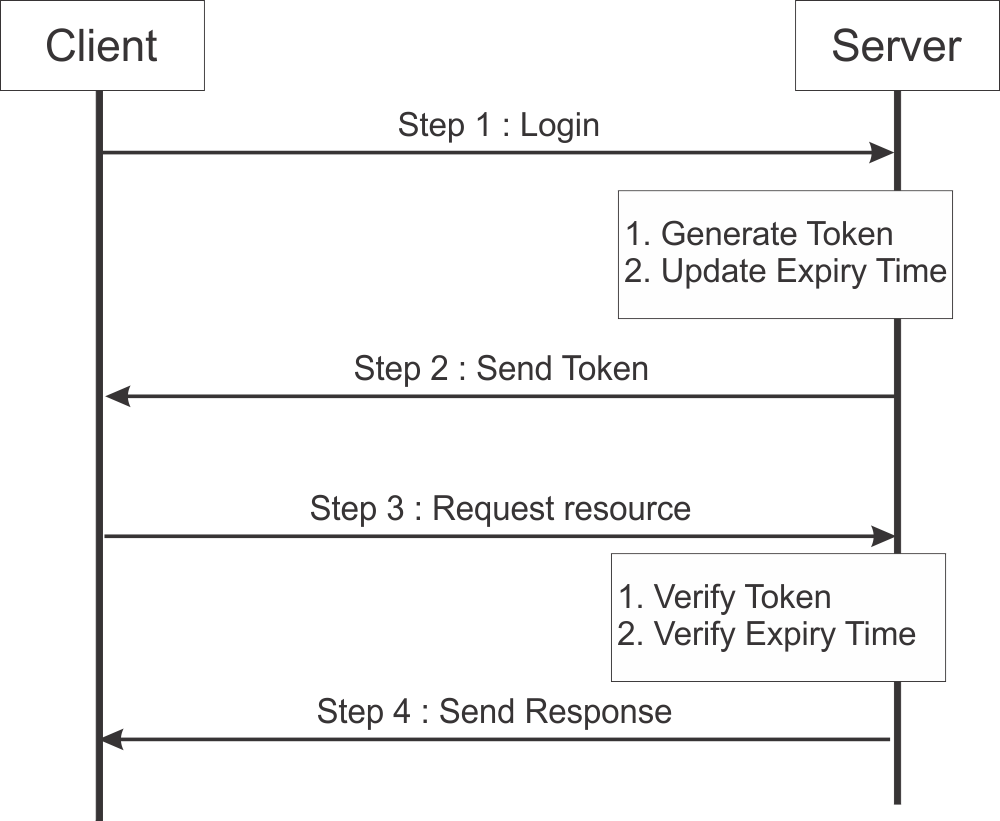 Client
Server
Step 1 : Login
1. Generate Token
2. Update Expiry Time
Step 2 : Send Token
Step 3 : Request resource
1. Verify Token
2. Verify Expiry Time
Step 4 : Send Response